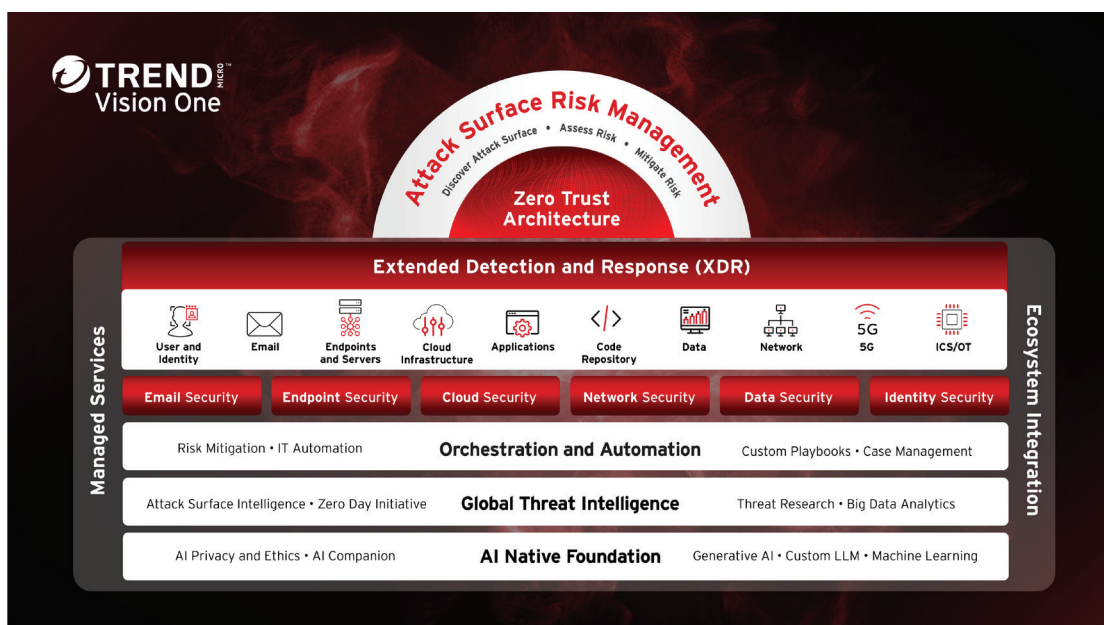 TREND MICRO™
Vision One
Attack Surface Risk Management
Discover Attack Surface • Assess Risk • Mitigate Risk
Zero Trust
Architecture
Managed Services
Extended Detection and Response (XDR)
User and
Identity
Email
Endpoints
and Servers
Cloud
Infrastructure
Applications
Code
Repository
Data
Network
5G
5G
ICS/OT
Email Security
Endpoint Security
Cloud Security
Network Security
Data Security
Identity Security
Risk Mitigation • IT Automation
Orchestration and Automation
Custom Playbooks • Case Management
Attack Surface Intelligence • Zero Day Initiative
Global Threat Intelligence
Threat Research • Big Data Analytics
AI Privacy and Ethics • AI Companion
AI Native Foundation
Generative AI • Custom LLM • Machine Learning
Ecosystem Integration